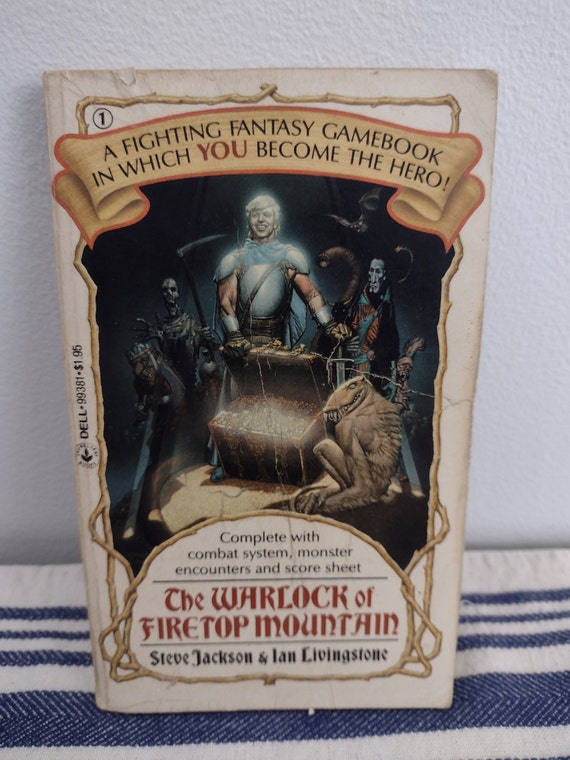 1
A FIGHTING FANTASY GAMEBOOK
IN WHICH YOU BECOME THE HERO!
DELL • 99381 • $1.95
Complete with
combat system, monster
encounters and score sheet
The WARLOCK of
FIRETOP MOUNTAIN
Steve Jackson & Ian Livingstone